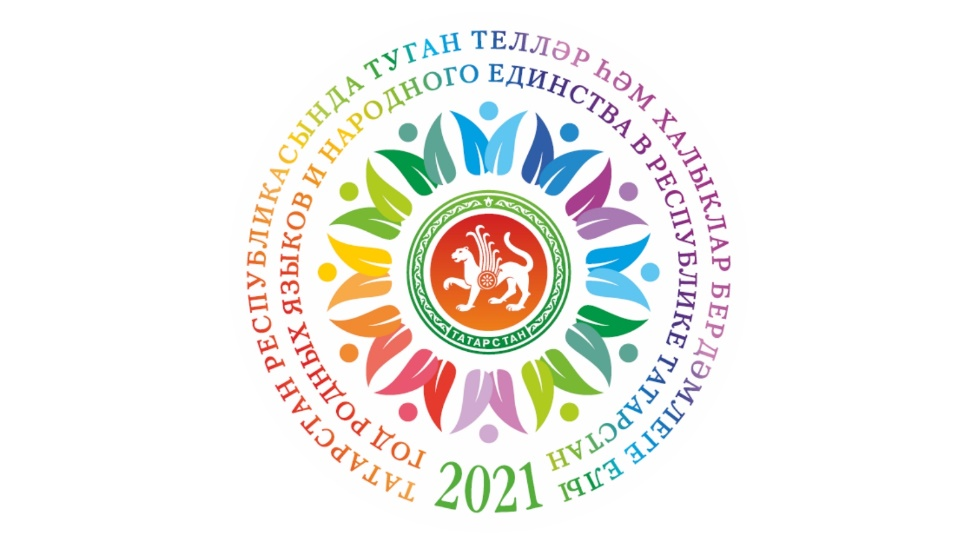 ТАТАРСТАН РЕСПУБЛИКАСЫНДА ТУГАН ТЕЛЛӘР ҺӘМ ХАЛЫКЛАР БЕРДӘМЛЕГЕ ЕЛЫ
ГОД РОДНЫХ ЯЗЫКОВ И НАРОДНОГО ЕДИНСТВА В РЕСПУБЛИКЕ ТАТАРСТАН
ТАТАРСТАН
2021